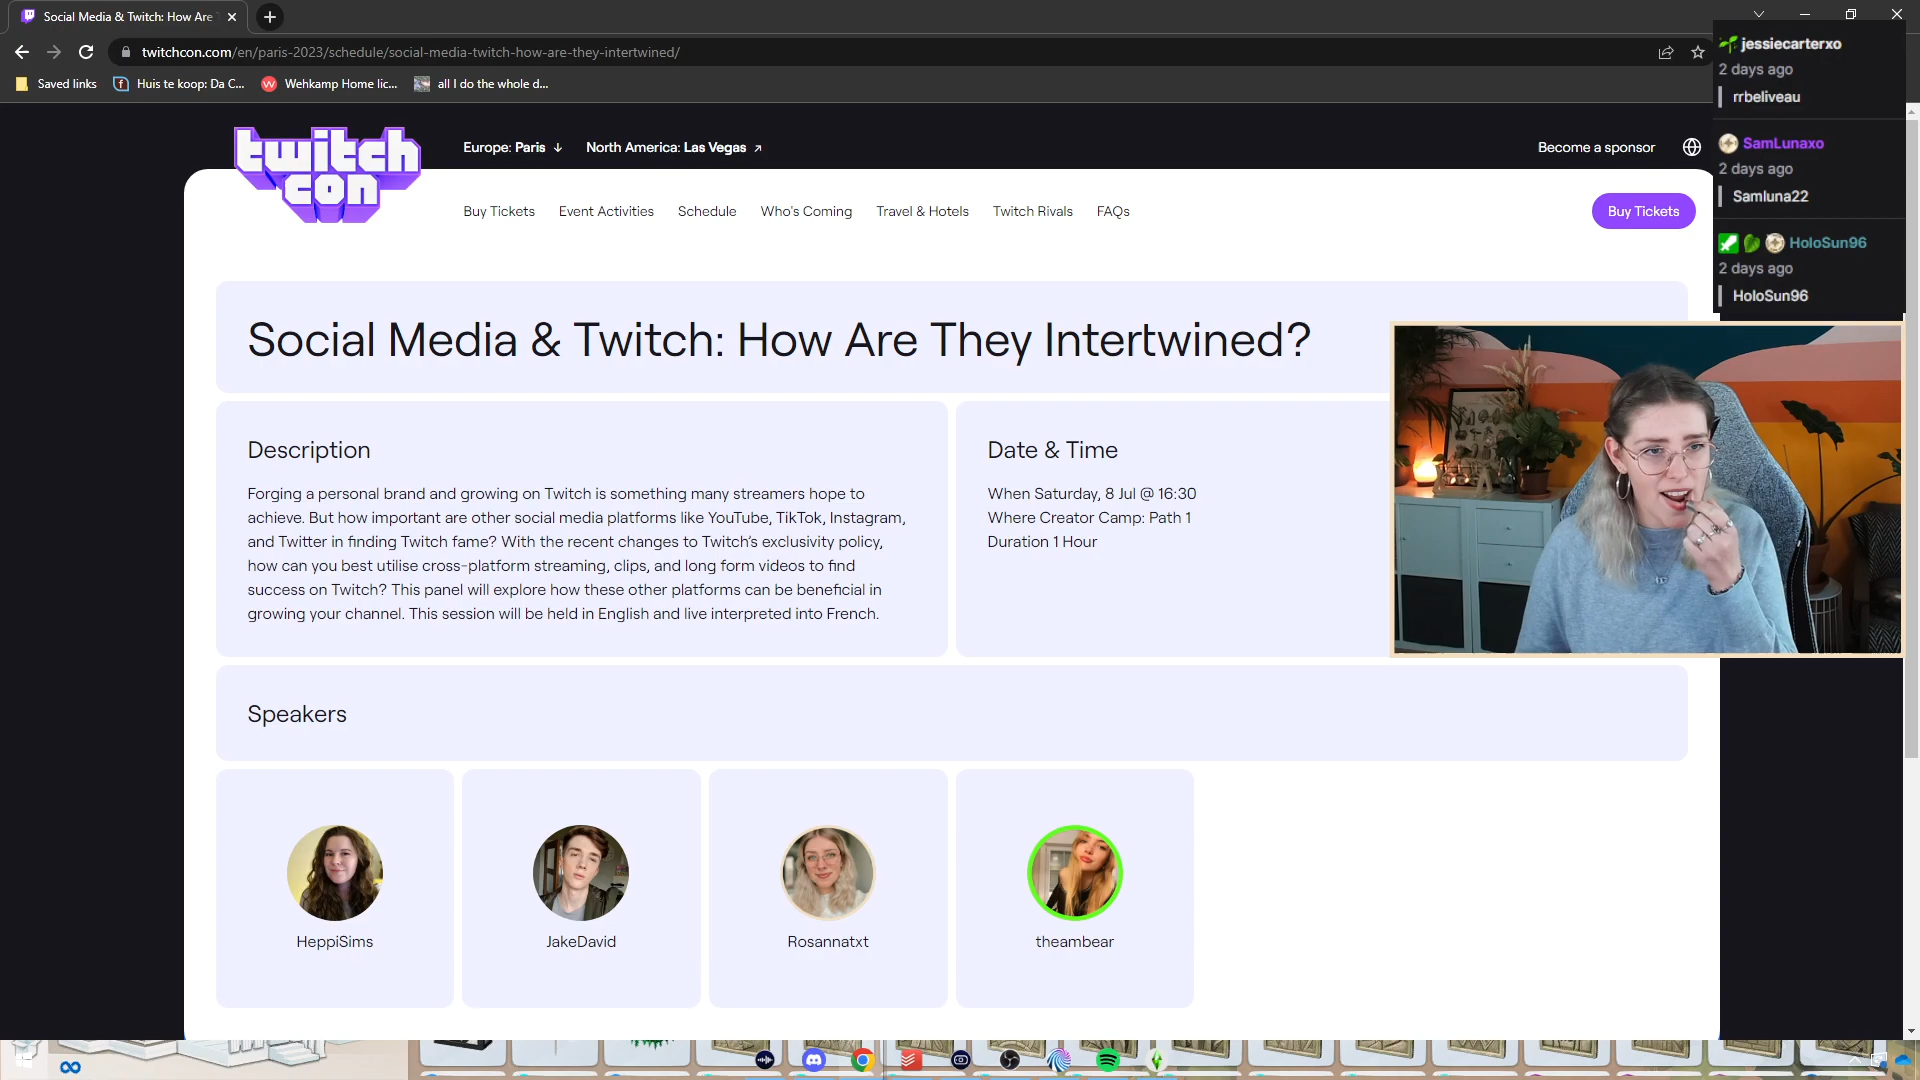 Social Media & Twitch: How Are
twitchcon.com/en/paris-2023/schedule/social-media-twitch-how-are-they-intertwined/
Saved links
Huis te koop: Da C...
Wehkamp Home lic...
all I do the whole d...
jessiecarterxo
2 days ago
rrbeliveau
SamLunaxo
2 days ago
Samluna22
HoloSun96
2 days ago
HoloSun96
twitch
con
Europe: Paris
North America: Las Vegas
Become a sponsor
Buy Tickets
Event Activities
Schedule
Who's Coming
Travel & Hotels
Twitch Rivals
FAQs
Buy Tickets
Social Media & Twitch: How Are They Intertwined?
Description
Forging a personal brand and growing on Twitch is something many streamers hope to
achieve. But how important are other social media platforms like YouTube, TikTok, Instagram,
and Twitter in finding Twitch fame? With the recent changes to Twitch's exclusivity policy,
how can you best utilise cross-platform streaming, clips, and long form videos to find
success on Twitch? This panel will explore how these other platforms can be beneficial in
growing your channel. This session will be held in English and live interpreted into French.
Date & Time
When Saturday, 8 Jul @ 16:30
Where Creator Camp: Path 1
Duration 1 Hour
Speakers
HeppiSims
JakeDavid
Rosannatxt
theambear